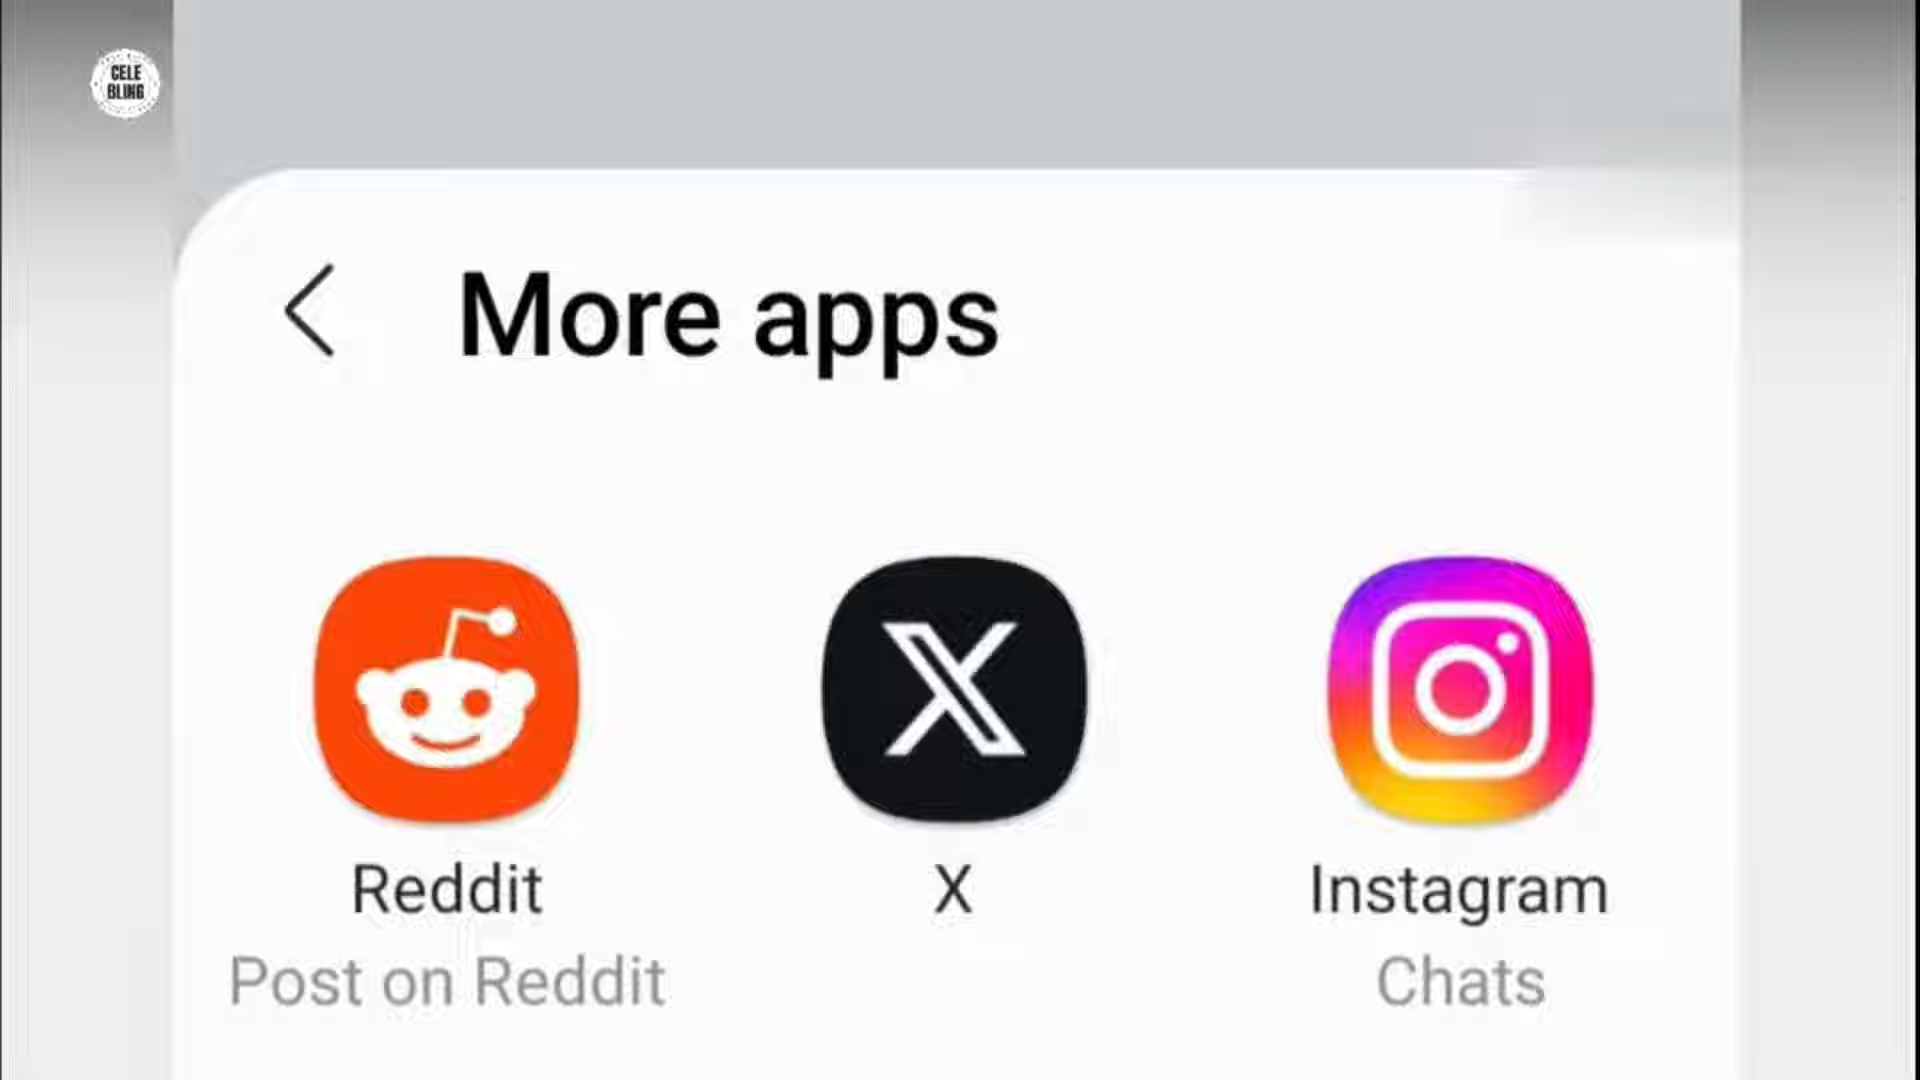 CELE
BLING
More apps
Reddit
X
Instagram
Post on Reddit
Chats